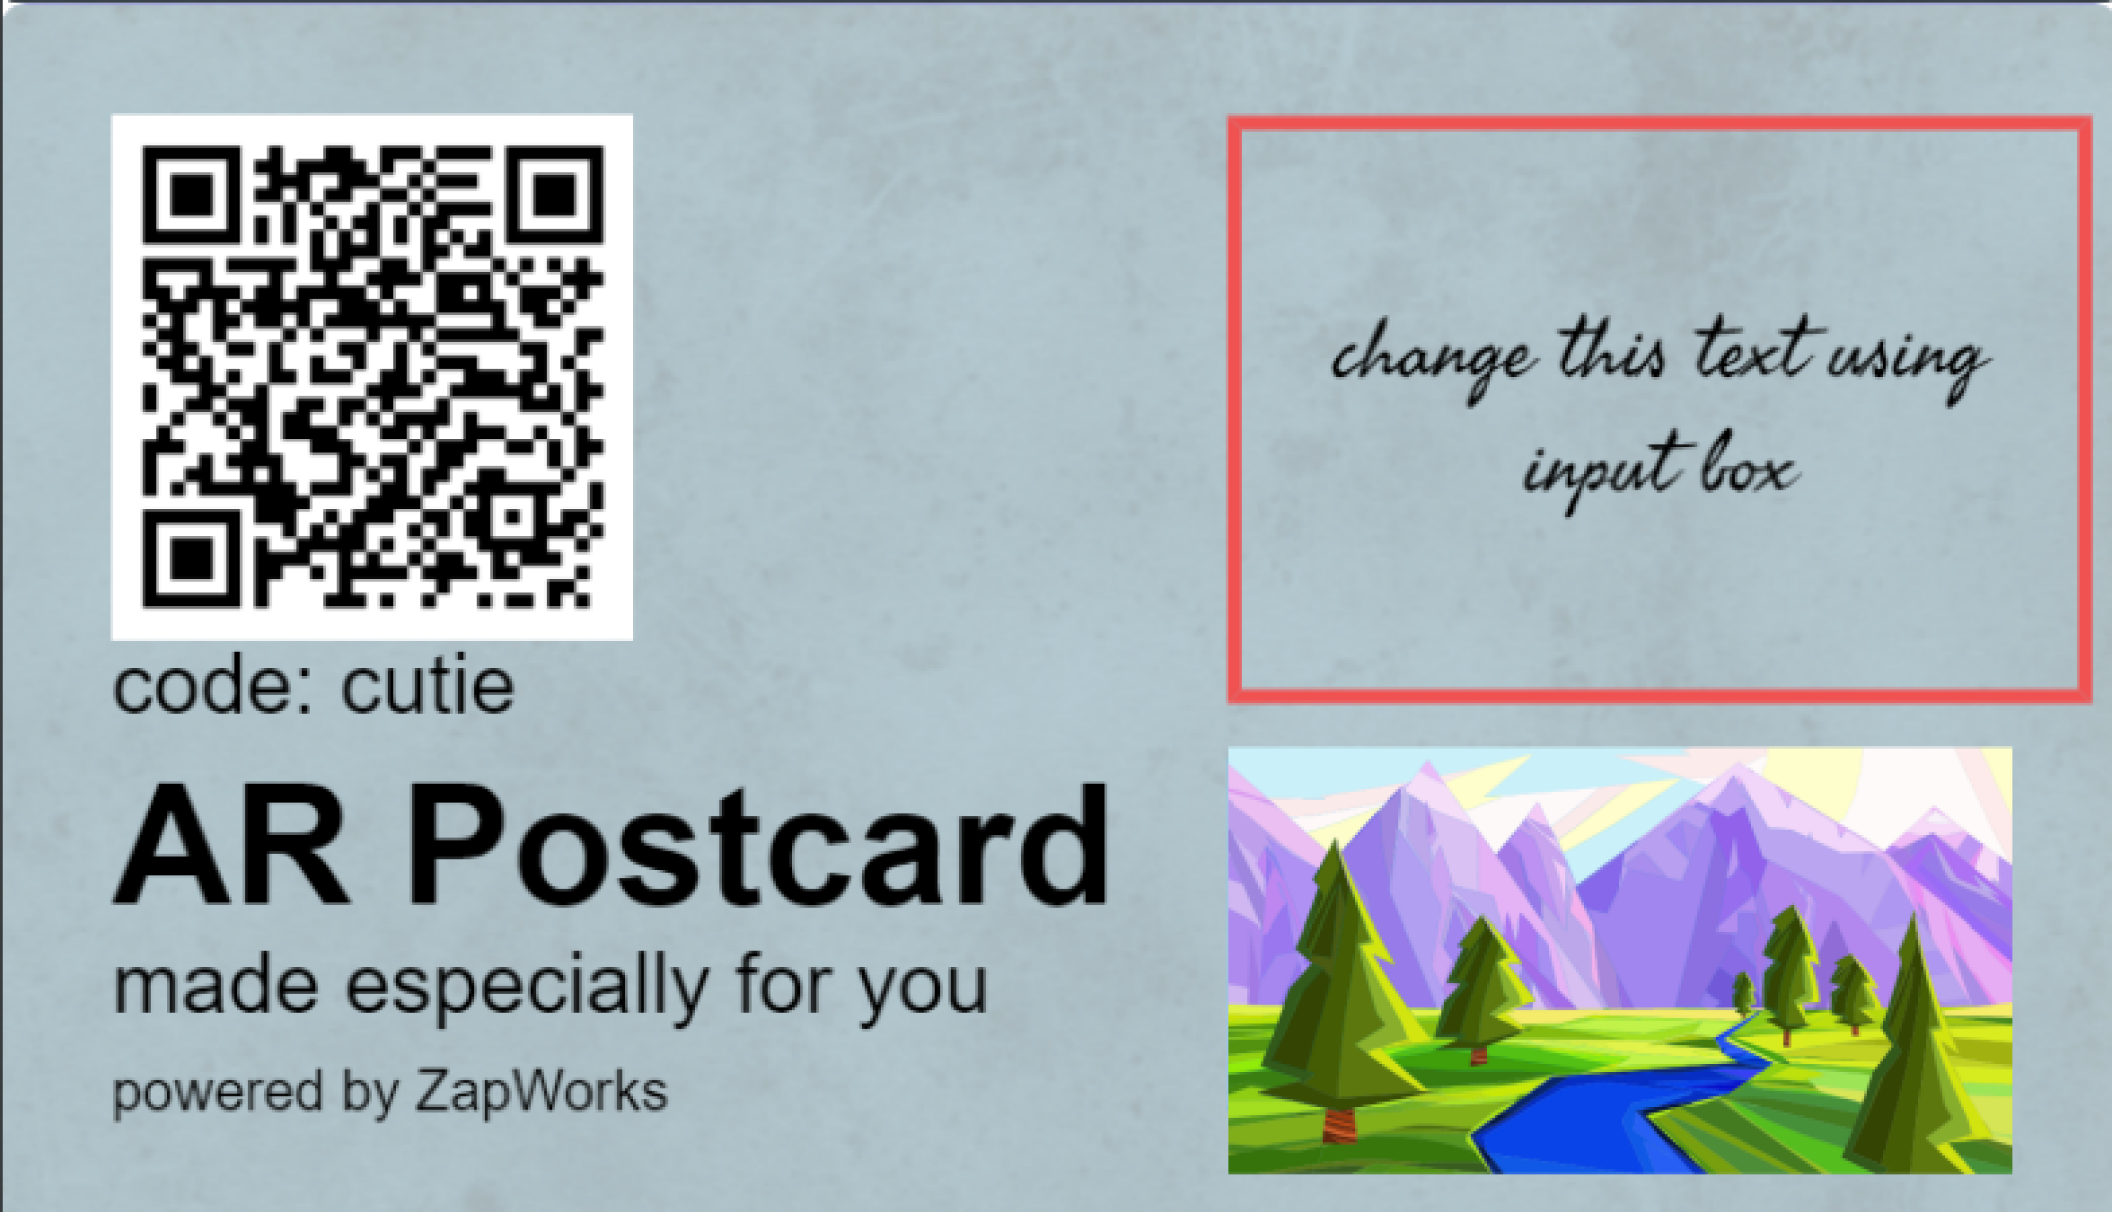 code: cutie
AR Postcard
made especially for you
powered by ZapWorks
change this text using
input box